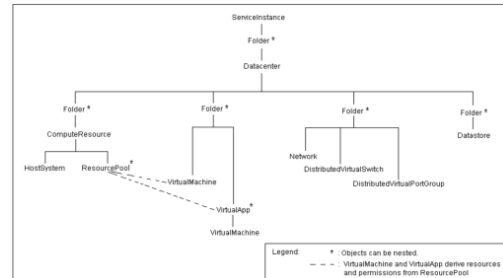 ServiceInstance
Folder *
Datacenter
Folder * Folder * Folder * Folder *
ComputeResource Datastore
HostSystem ResourcePool * VirtualMachine Network
DistributedVirtualSwitch
DistributedVirtualPortGroup
VirtualApp *
VirtualMachine
Legend: * : Objects can be nested.
: VirtualMachine and VirtualApp derive resources
and permissions from ResourcePool